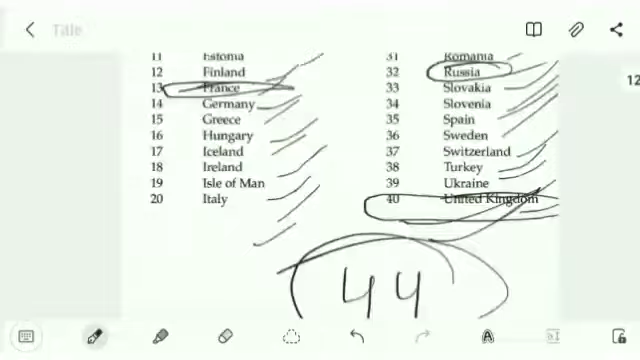 Title
11 Estonia
12 Finland
13 France
14 Germany
15 Greece
16 Hungary
17 Iceland
18 Ireland
19 Isle of Man
20 Italy
31 Romania
32 Russia
33 Slovakia
34 Slovenia
35 Spain
36 Sweden
37 Switzerland
38 Turkey
39 Ukraine
40 United Kingdom
12
44